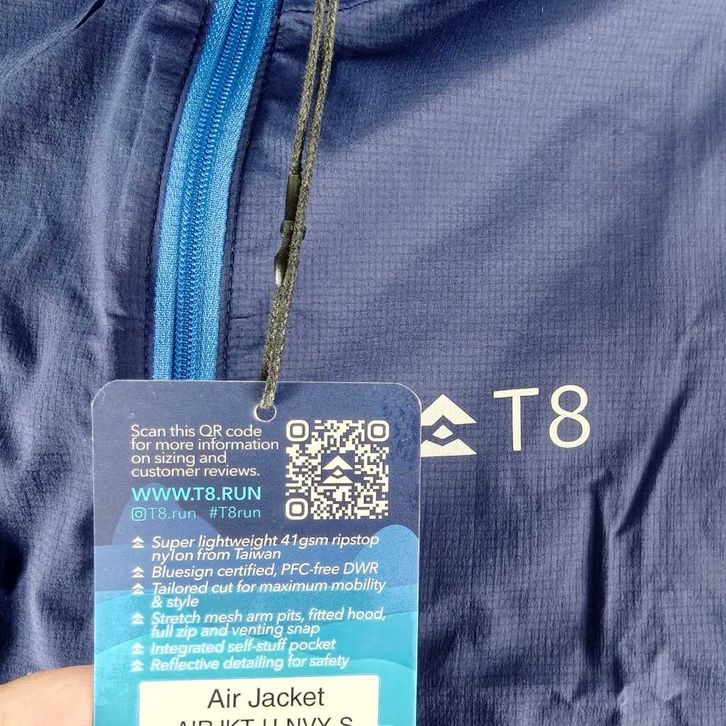 T8
Scan this QR code
for more information
on sizing and
customer reviews.
WWW.T8.RUN
T8.run #T8run
Super lightweight 41gsm ripstop
nylon from Taiwan
Bluesign certified, PFC-free DWR
Tailored cut for maximum mobility
& style
Stretch mesh arm pits, fitted hood,
full zip and venting snap
Integrated self-stuff pocket
Reflective detailing for safety
Air Jacket
AIRJKT-U-NVY-S